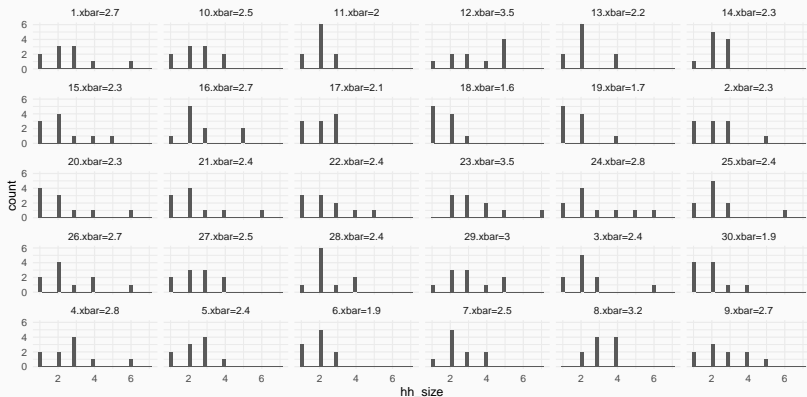 1.xbar=2.7 10.xbar=2.5 11.xbar=2 12.xbar=3.5 13.xbar=2.2 14.xbar=2.3
6
4
2
0
15.xbar=2.3 16.xbar=2.7 17.xbar=2.1 18.xbar=1.6 19.xbar=1.7 2.xbar=2.3
6
4
2
0
20.xbar=2.3 21.xbar=2.4 22.xbar=2.4 23.xbar=3.5 24.xbar=2.8 25.xbar=2.4
6
4
2
0
count
26.xbar=2.7 27.xbar=2.5 28.xbar=2.4 29.xbar=3 3.xbar=2.4 30.xbar=1.9
6
4
2
0
4.xbar=2.8 5.xbar=2.4 6.xbar=1.9 7.xbar=2.5 8.xbar=3.2 9.xbar=2.7
6
4
2
0
2 4 6 2 4 6 2 4 6 2 4 6 2 4 6 2 4 6
hh_size